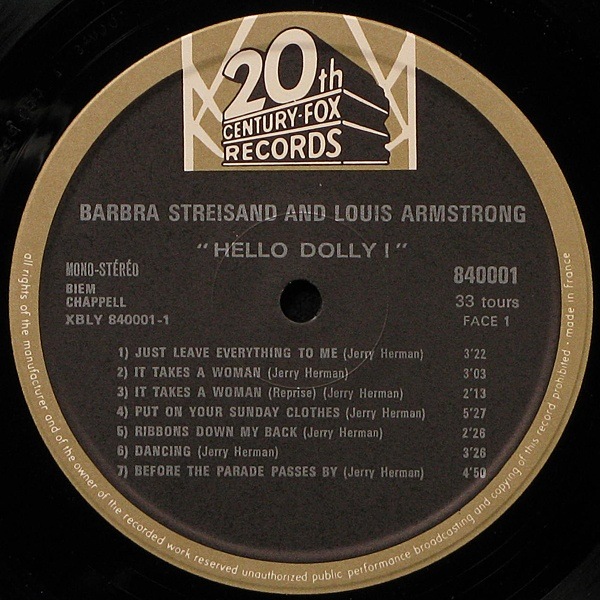 20th
CENTURY-FOX
RECORDS
BARBRA STREISAND AND LOUIS ARMSTRONG
"HELLO DOLLY!"
MONO-STÉRÉO
BIEM
CHAPPELL
XBLY 840001-1
840001
33 tours
FACE 1
1) JUST LEAVE EVERYTHING TO ME (Jerry Herman) 3'22
2) IT TAKES A WOMAN (Jerry Herman) 3'03
3) IT TAKES A WOMAN (Reprise) (Jerry Herman) 2'13
4) PUT ON YOUR SUNDAY CLOTHES (Jerry Herman) 5'27
5) RIBBONS DOWN MY BACK (Jerry Herman) 2'26
6) DANCING (Jerry Herman) 3'26
7) BEFORE THE PARADE PASSES BY (Jerry Herman) 4'50
all rights of the manufacturer and of the owner of the recorded work reserved unauthorized public performance broadcasting and copying of this record prohibited - made in France